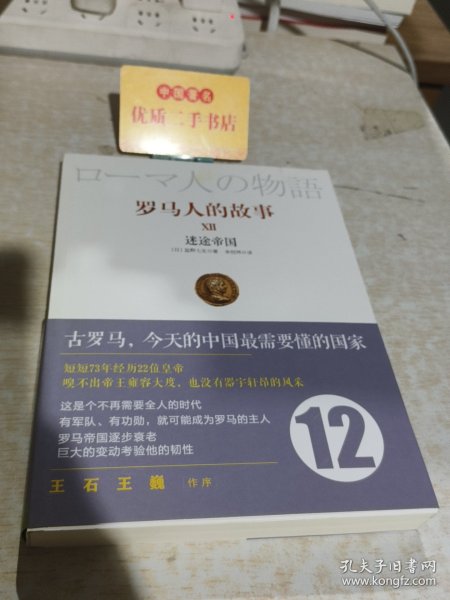 中国著名
优质二手书店
ローマ人の物語
罗马人的故事
XII
迷途帝国
古罗马，今天的中国最需要懂的国家
短短73年经历22位皇帝
嗅不出帝王雍容大度，也没有器宇轩昂的风采
这是个不再需要全人的时代
有军队、有功勋，就可能成为罗马的主人
罗马帝国逐步衰老
巨大的变动考验他的韧性
12
王石 王巍 作序
孔夫子旧书网
www.kongfz.com